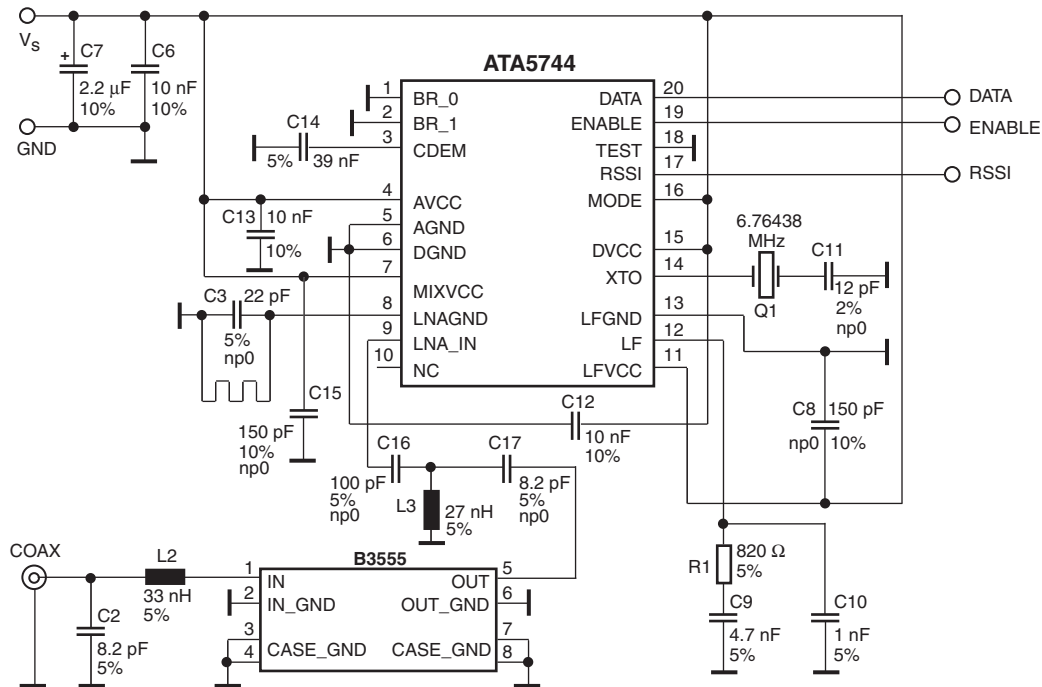 VS
C7
2.2 µF
10%
+
C6
10 nF
10%
GND
ATA5744
1
BR_0
2
BR_1
3
CDEM
4
AVCC
5
AGND
6
DGND
7
MIXVCC
8
LNAGND
9
LNA_IN
10
NC
20
DATA
19
ENABLE
18
TEST
17
RSSI
16
MODE
15
DVCC
14
XTO
13
LFGND
12
LF
11
LFVCC
DATA
ENABLE
RSSI
C14
5%
39 nF
C13
10 nF
10%
C3
22 pF
5%
np0
C15
150 pF
10%
np0
6.76438
MHz
Q1
C11
12 pF
2%
np0
C8
150 pF
np0
10%
C12
10 nF
10%
C16
100 pF
5%
np0
C17
8.2 pF
5%
np0
L3
27 nH
5%
COAX
L2
33 nH
5%
C2
8.2 pF
5%
B3555
1
IN
2
IN_GND
3
4
CASE_GND
5
OUT
6
OUT_GND
7
8
CASE_GND
R1
820 Ω
5%
C9
4.7 nF
5%
C10
1 nF
5%